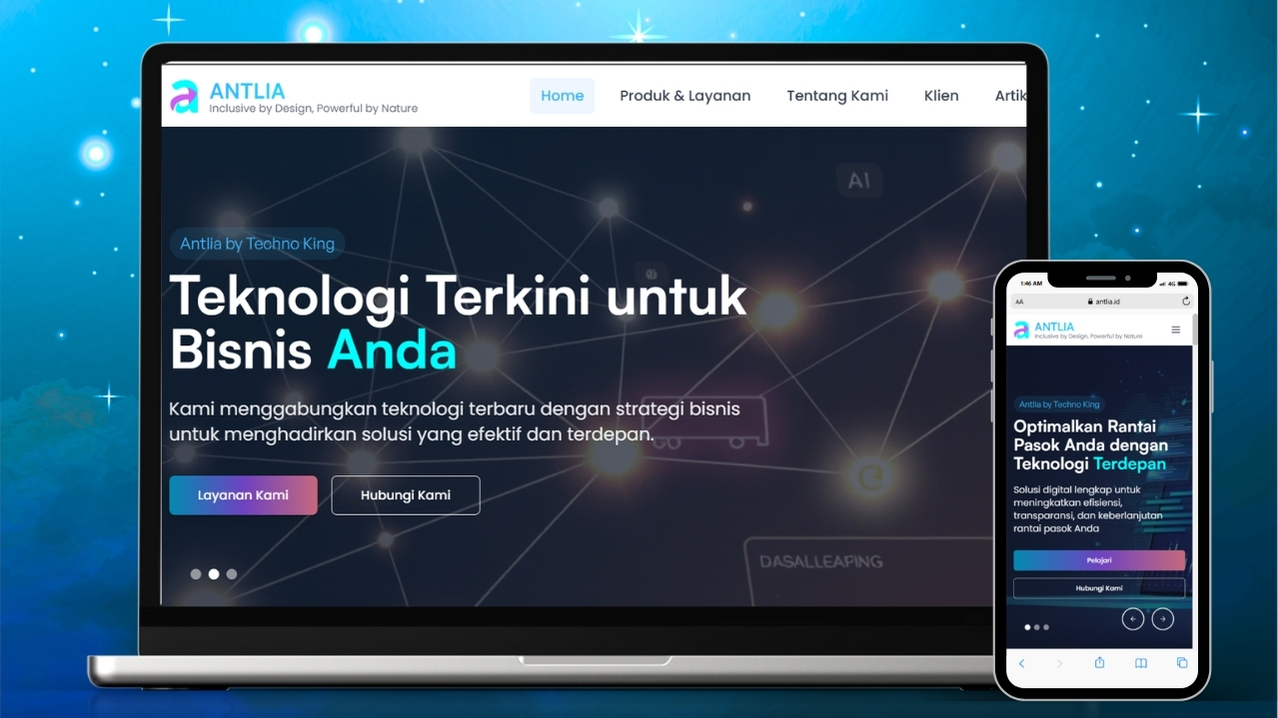 ANTLIA
Inclusive by Design, Powerful by Nature
Home Produk & Layanan Tentang Kami Klien Artik
AI
Antlia by Techno King
Teknologi Terkini untuk
Bisnis Anda
Kami menggabungkan teknologi terbaru dengan strategi bisnis
untuk menghadirkan solusi yang efektif dan terdepan.
Layanan Kami Hubungi Kami
DASALLEAPING
1:46 AM 4G
AA antlia.id
ANTLIA
Inclusive by Design, Powerful by Nature
Antlia by Techno King
Optimalkan Rantai
Pasok Anda dengan
Teknologi Terdepan
Solusi digital lengkap untuk
meningkatkan efisiensi,
transparansi, dan keberlanjutan
rantai pasok Anda
Pelajari
Hubungi Kami